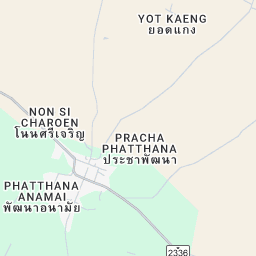 YOT KAENG
ยอดแกง
NON SI
CHAROEN
โนนศรีเจริญ
PRACHA
PHATTHANA
ประชาพัฒนา
PHATTHANA
ANAMAI
พัฒนาอนามัย
2336